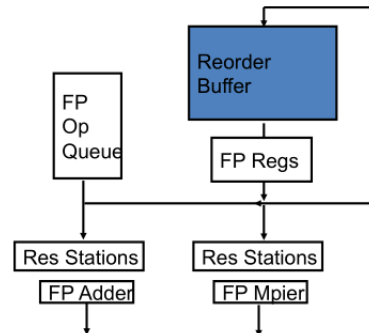 Reorder
Buffer
FP
Op
Queue
FP Regs
Res Stations
Res Stations
FP Adder
FP Mpier